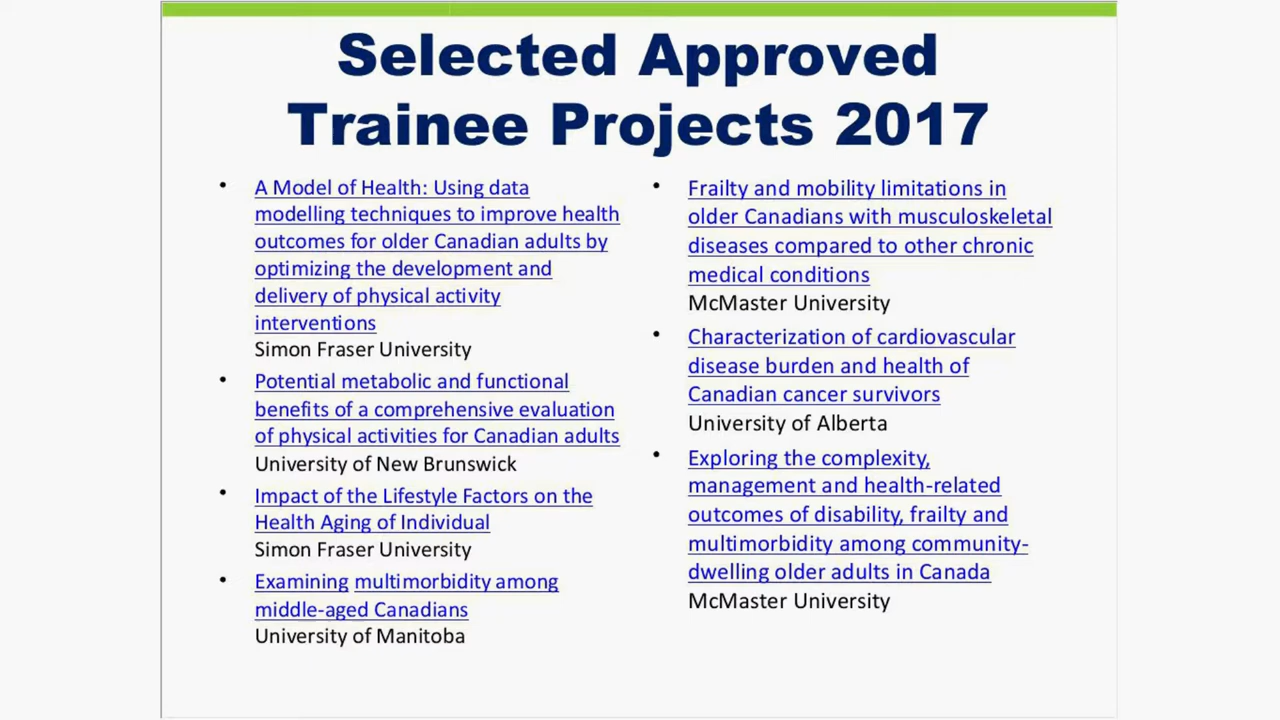 Selected Approved
Trainee Projects 2017
• A Model of Health: Using data
modelling techniques to improve health
outcomes for older Canadian adults by
optimizing the development and
delivery of physical activity
interventions
Simon Fraser University
• Potential metabolic and functional
benefits of a comprehensive evaluation
of physical activities for Canadian adults
University of New Brunswick
• Impact of the Lifestyle Factors on the
Health Aging of Individual
Simon Fraser University
• Examining multimorbidity among
middle-aged Canadians
University of Manitoba
• Frailty and mobility limitations in
older Canadians with musculoskeletal
diseases compared to other chronic
medical conditions
McMaster University
• Characterization of cardiovascular
disease burden and health of
Canadian cancer survivors
University of Alberta
• Exploring the complexity,
management and health-related
outcomes of disability, frailty and
multimorbidity among community-
dwelling older adults in Canada
McMaster University